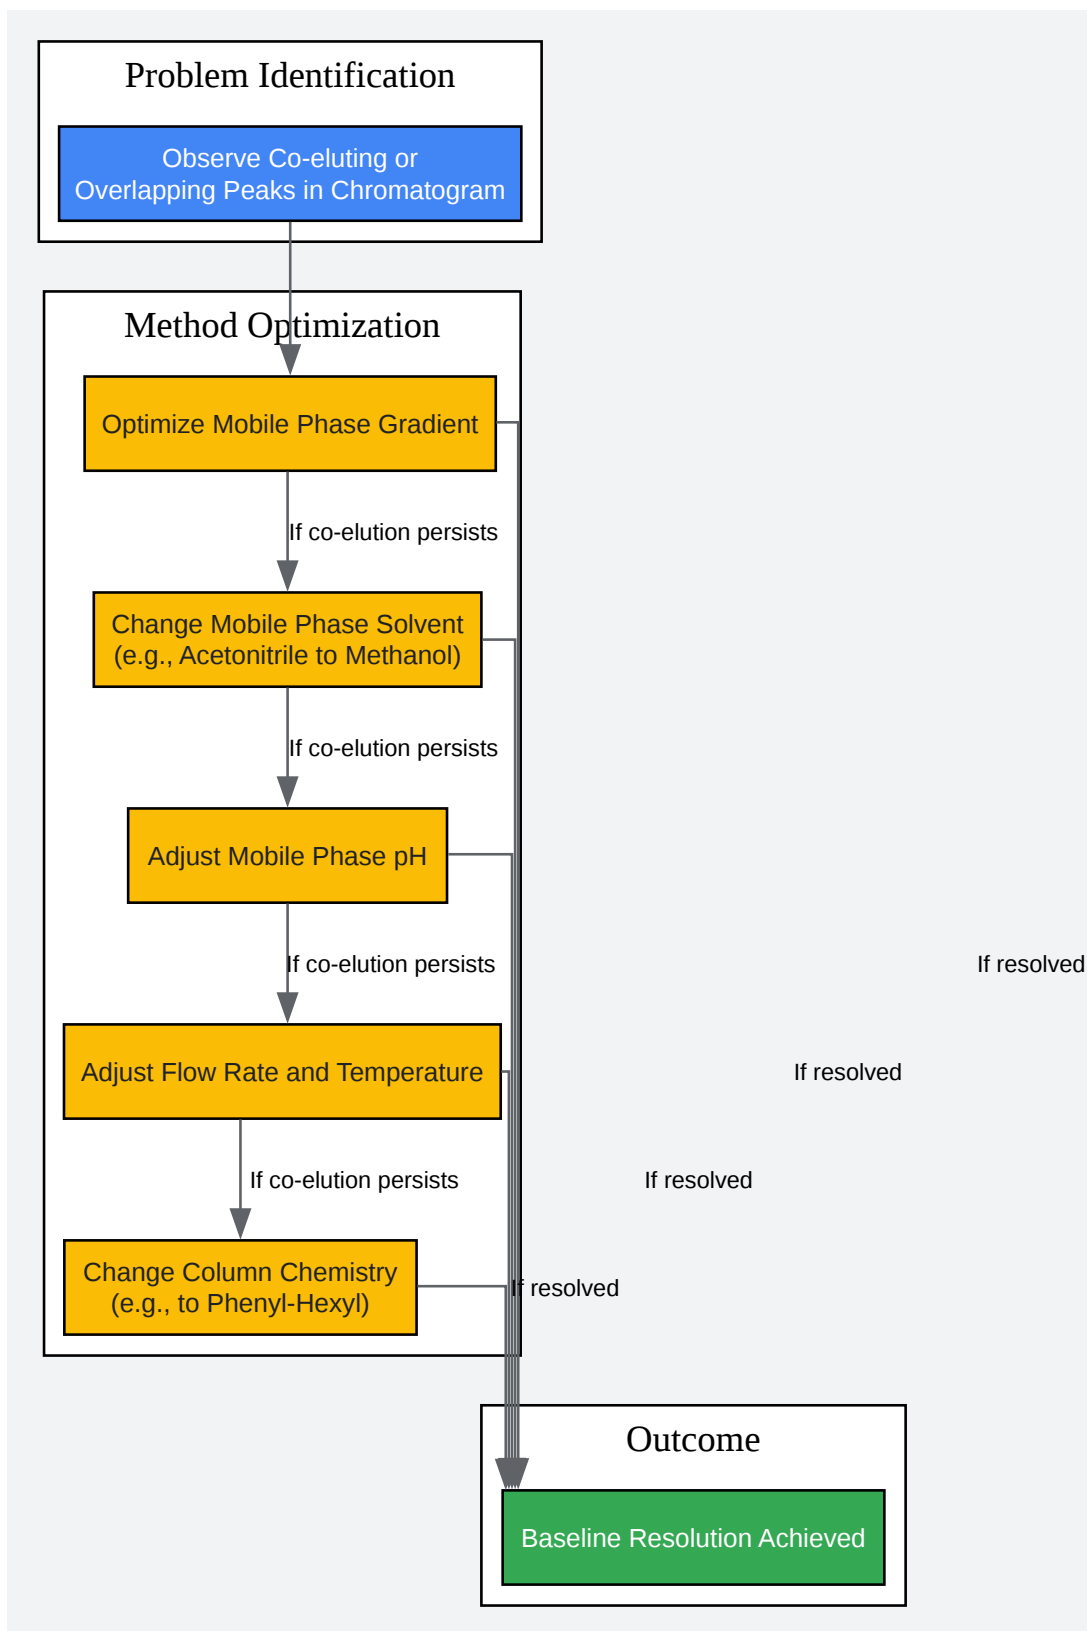 Problem Identification
Observe Co-eluting or
Overlapping Peaks in Chromatogram
Method Optimization
Optimize Mobile Phase Gradient
If co-elution persists
Change Mobile Phase Solvent
(e.g., Acetonitrile to Methanol)
If co-elution persists
Adjust Mobile Phase pH
If co-elution persists
If resolved
Adjust Flow Rate and Temperature
If resolved
If co-elution persists
If resolved
Change Column Chemistry
(e.g., to Phenyl-Hexyl)
If resolved
Outcome
Baseline Resolution Achieved